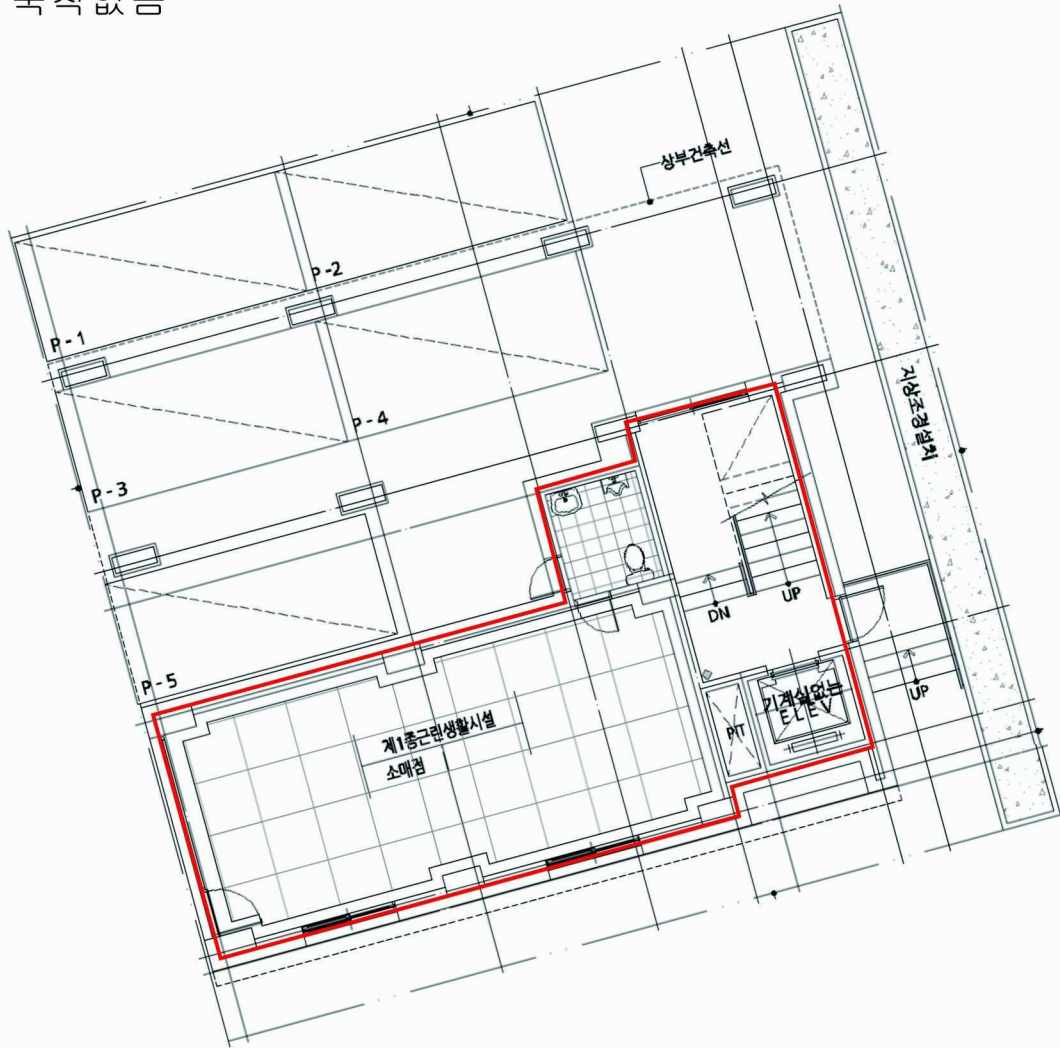 축척없음
상부건축선
P-2
P-1
지상조경설치
P-4
P-3
DN
UP
P-5
기계실없는
ELEV
UP
PIT
제1종근린생활시설
소매점